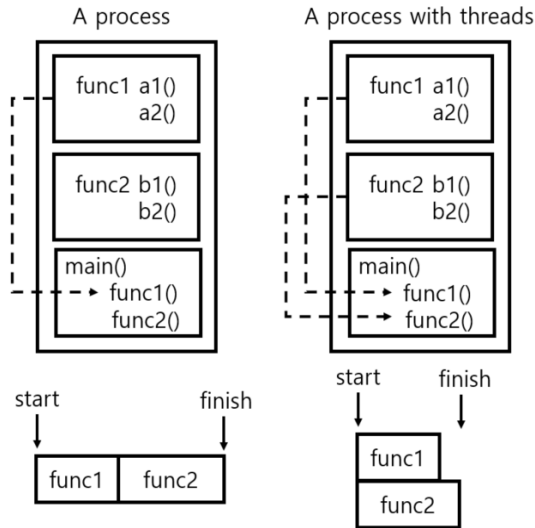 A process
func1 a1()
a2()
func2 b1()
b2()
main()
func1()
func2()
start
finish
func1
func2
A process with threads
func1 a1()
a2()
func2 b1()
b2()
main()
func1()
func2()
start
finish
func1
func2